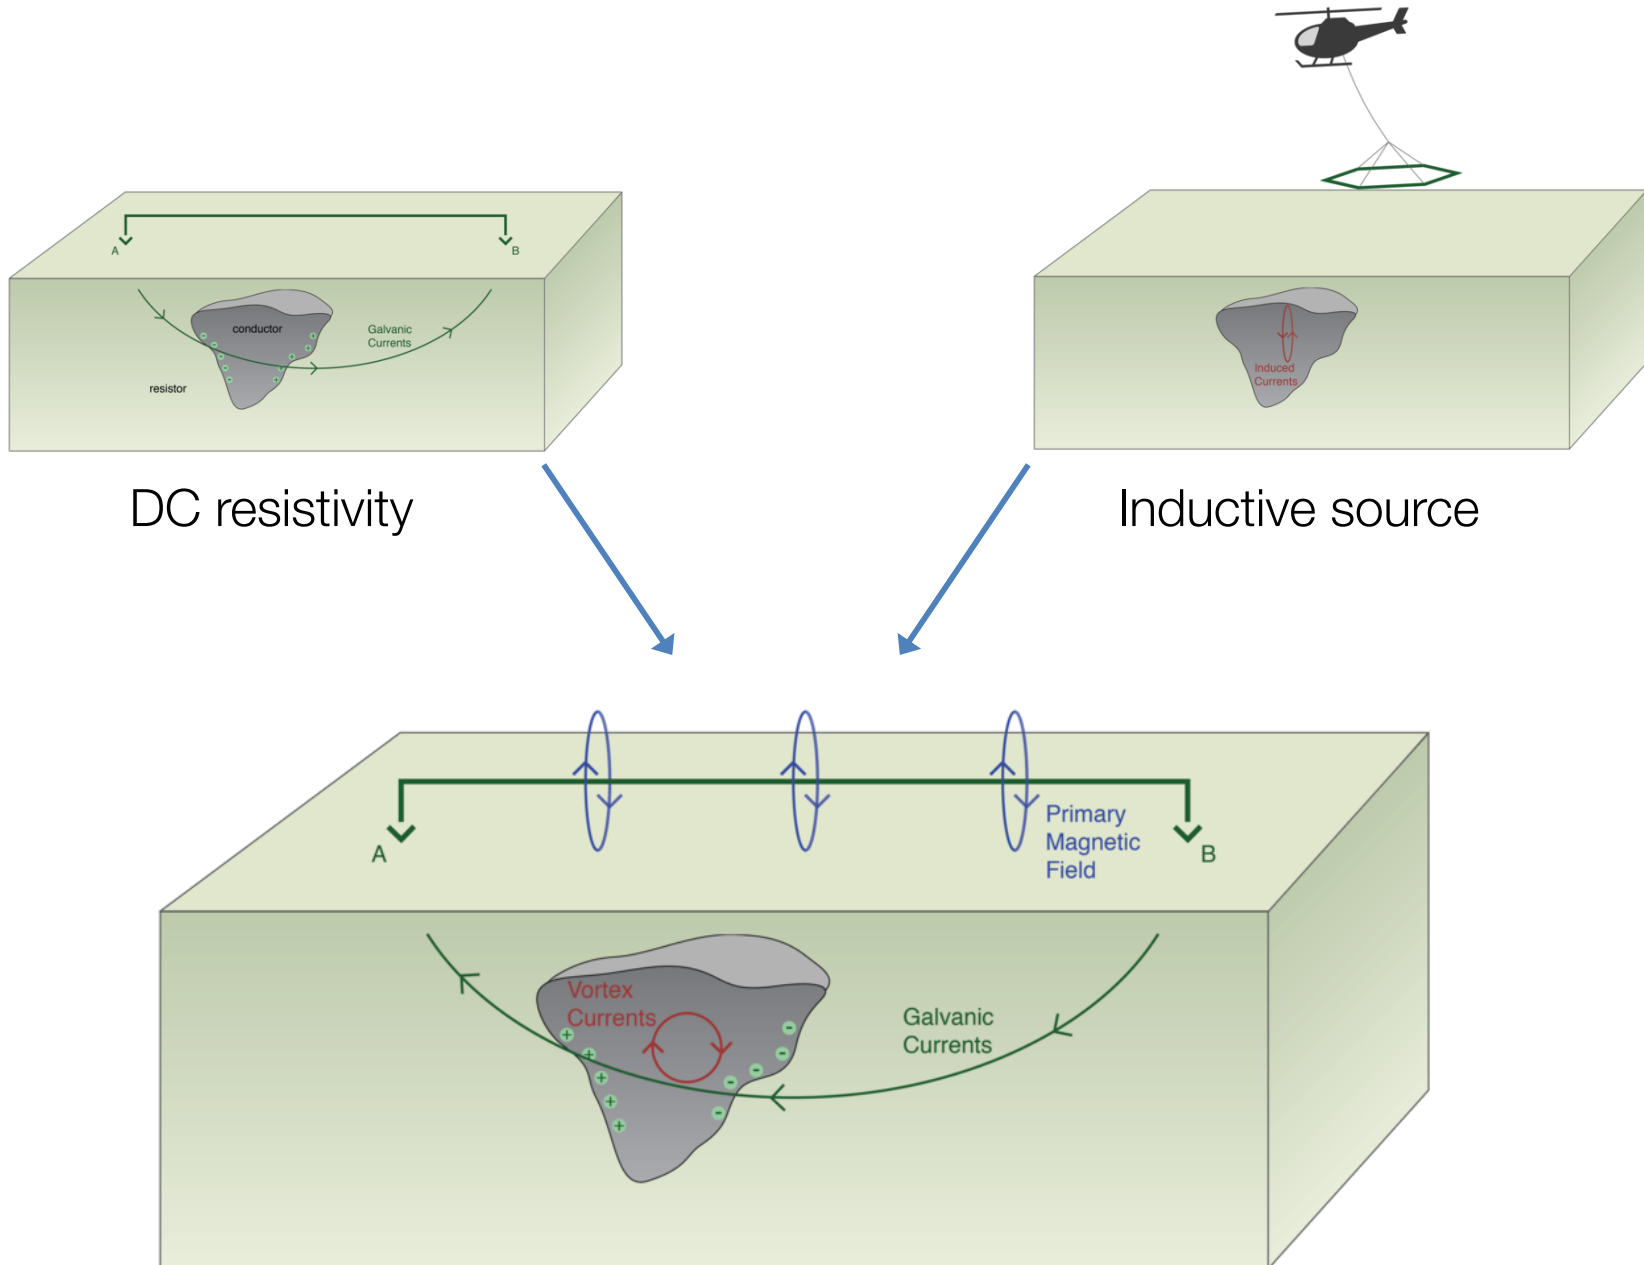 A
B
conductor
Galvanic
Currents
resistor
Induced
Currents
DC resistivity
Inductive source
Primary
Magnetic
Field
A
B
Vortex
Currents
Galvanic
Currents